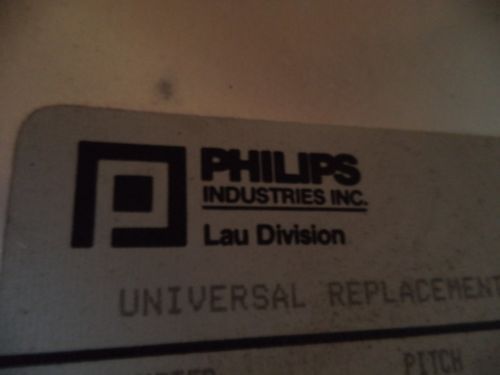 PHILIPS
INDUSTRIES INC.
Lau Division
UNIVERSAL REPLACEMENT
PITCH